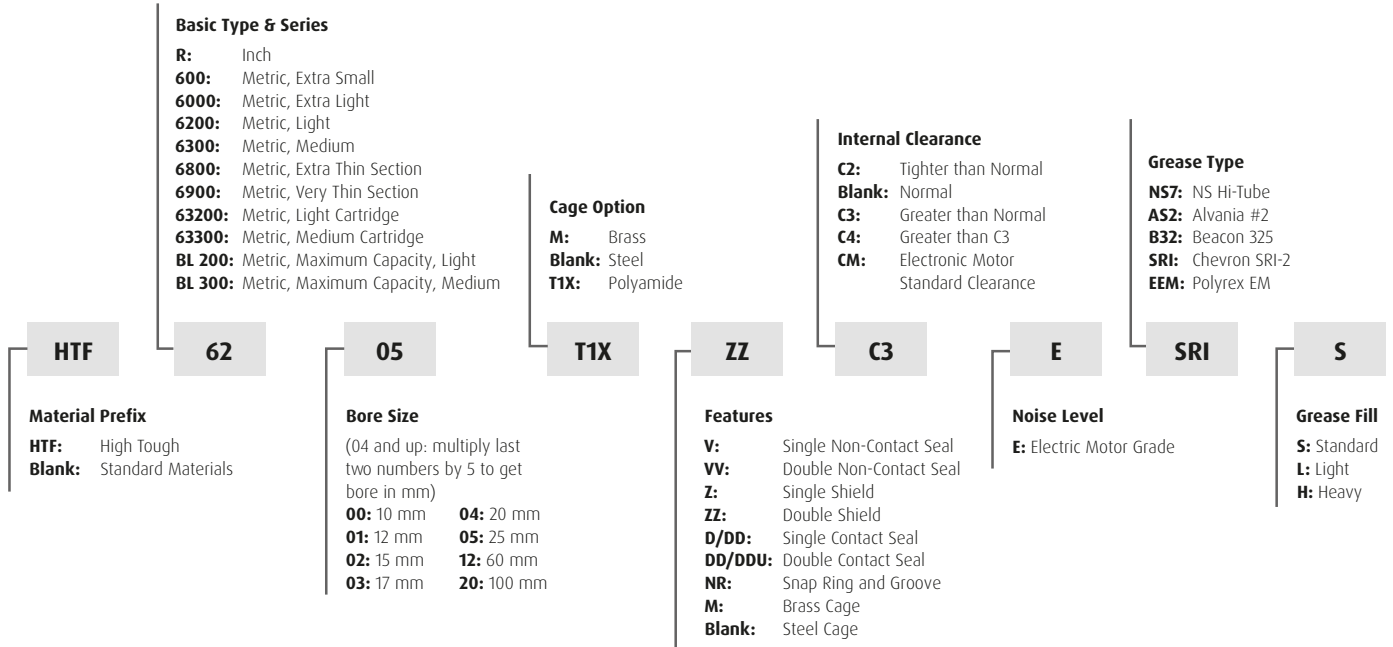 Basic Type & Series
R: Inch
600: Metric, Extra Small
6000: Metric, Extra Light
6200: Metric, Light
6300: Metric, Medium
6800: Metric, Extra Thin Section
6900: Metric, Very Thin Section
63200: Metric, Light Cartridge
63300: Metric, Medium Cartridge
BL 200: Metric, Maximum Capacity, Light
BL 300: Metric, Maximum Capacity, Medium
Cage Option
M: Brass
Blank: Steel
T1X: Polyamide
Internal Clearance
C2: Tighter than Normal
Blank: Normal
C3: Greater than Normal
C4: Greater than C3
CM: Electronic Motor
Standard Clearance
Grease Type
NS7: NS Hi-Tube
AS2: Alvania #2
B32: Beacon 325
SRI: Chevron SRI-2
EEM: Polyrex EM
HTF 62 05 T1X ZZ C3 E SRI S
Material Prefix
HTF: High Tough
Blank: Standard Materials
Bore Size
(04 and up: multiply last
two numbers by 5 to get
bore in mm)
00: 10 mm 04: 20 mm
01: 12 mm 05: 25 mm
02: 15 mm 12: 60 mm
03: 17 mm 20: 100 mm
Features
V: Single Non-Contact Seal
VV: Double Non-Contact Seal
Z: Single Shield
ZZ: Double Shield
D/DD: Single Contact Seal
DD/DDU: Double Contact Seal
NR: Snap Ring and Groove
M: Brass Cage
Blank: Steel Cage
Noise Level
E: Electric Motor Grade
Grease Fill
S: Standard
L: Light
H: Heavy